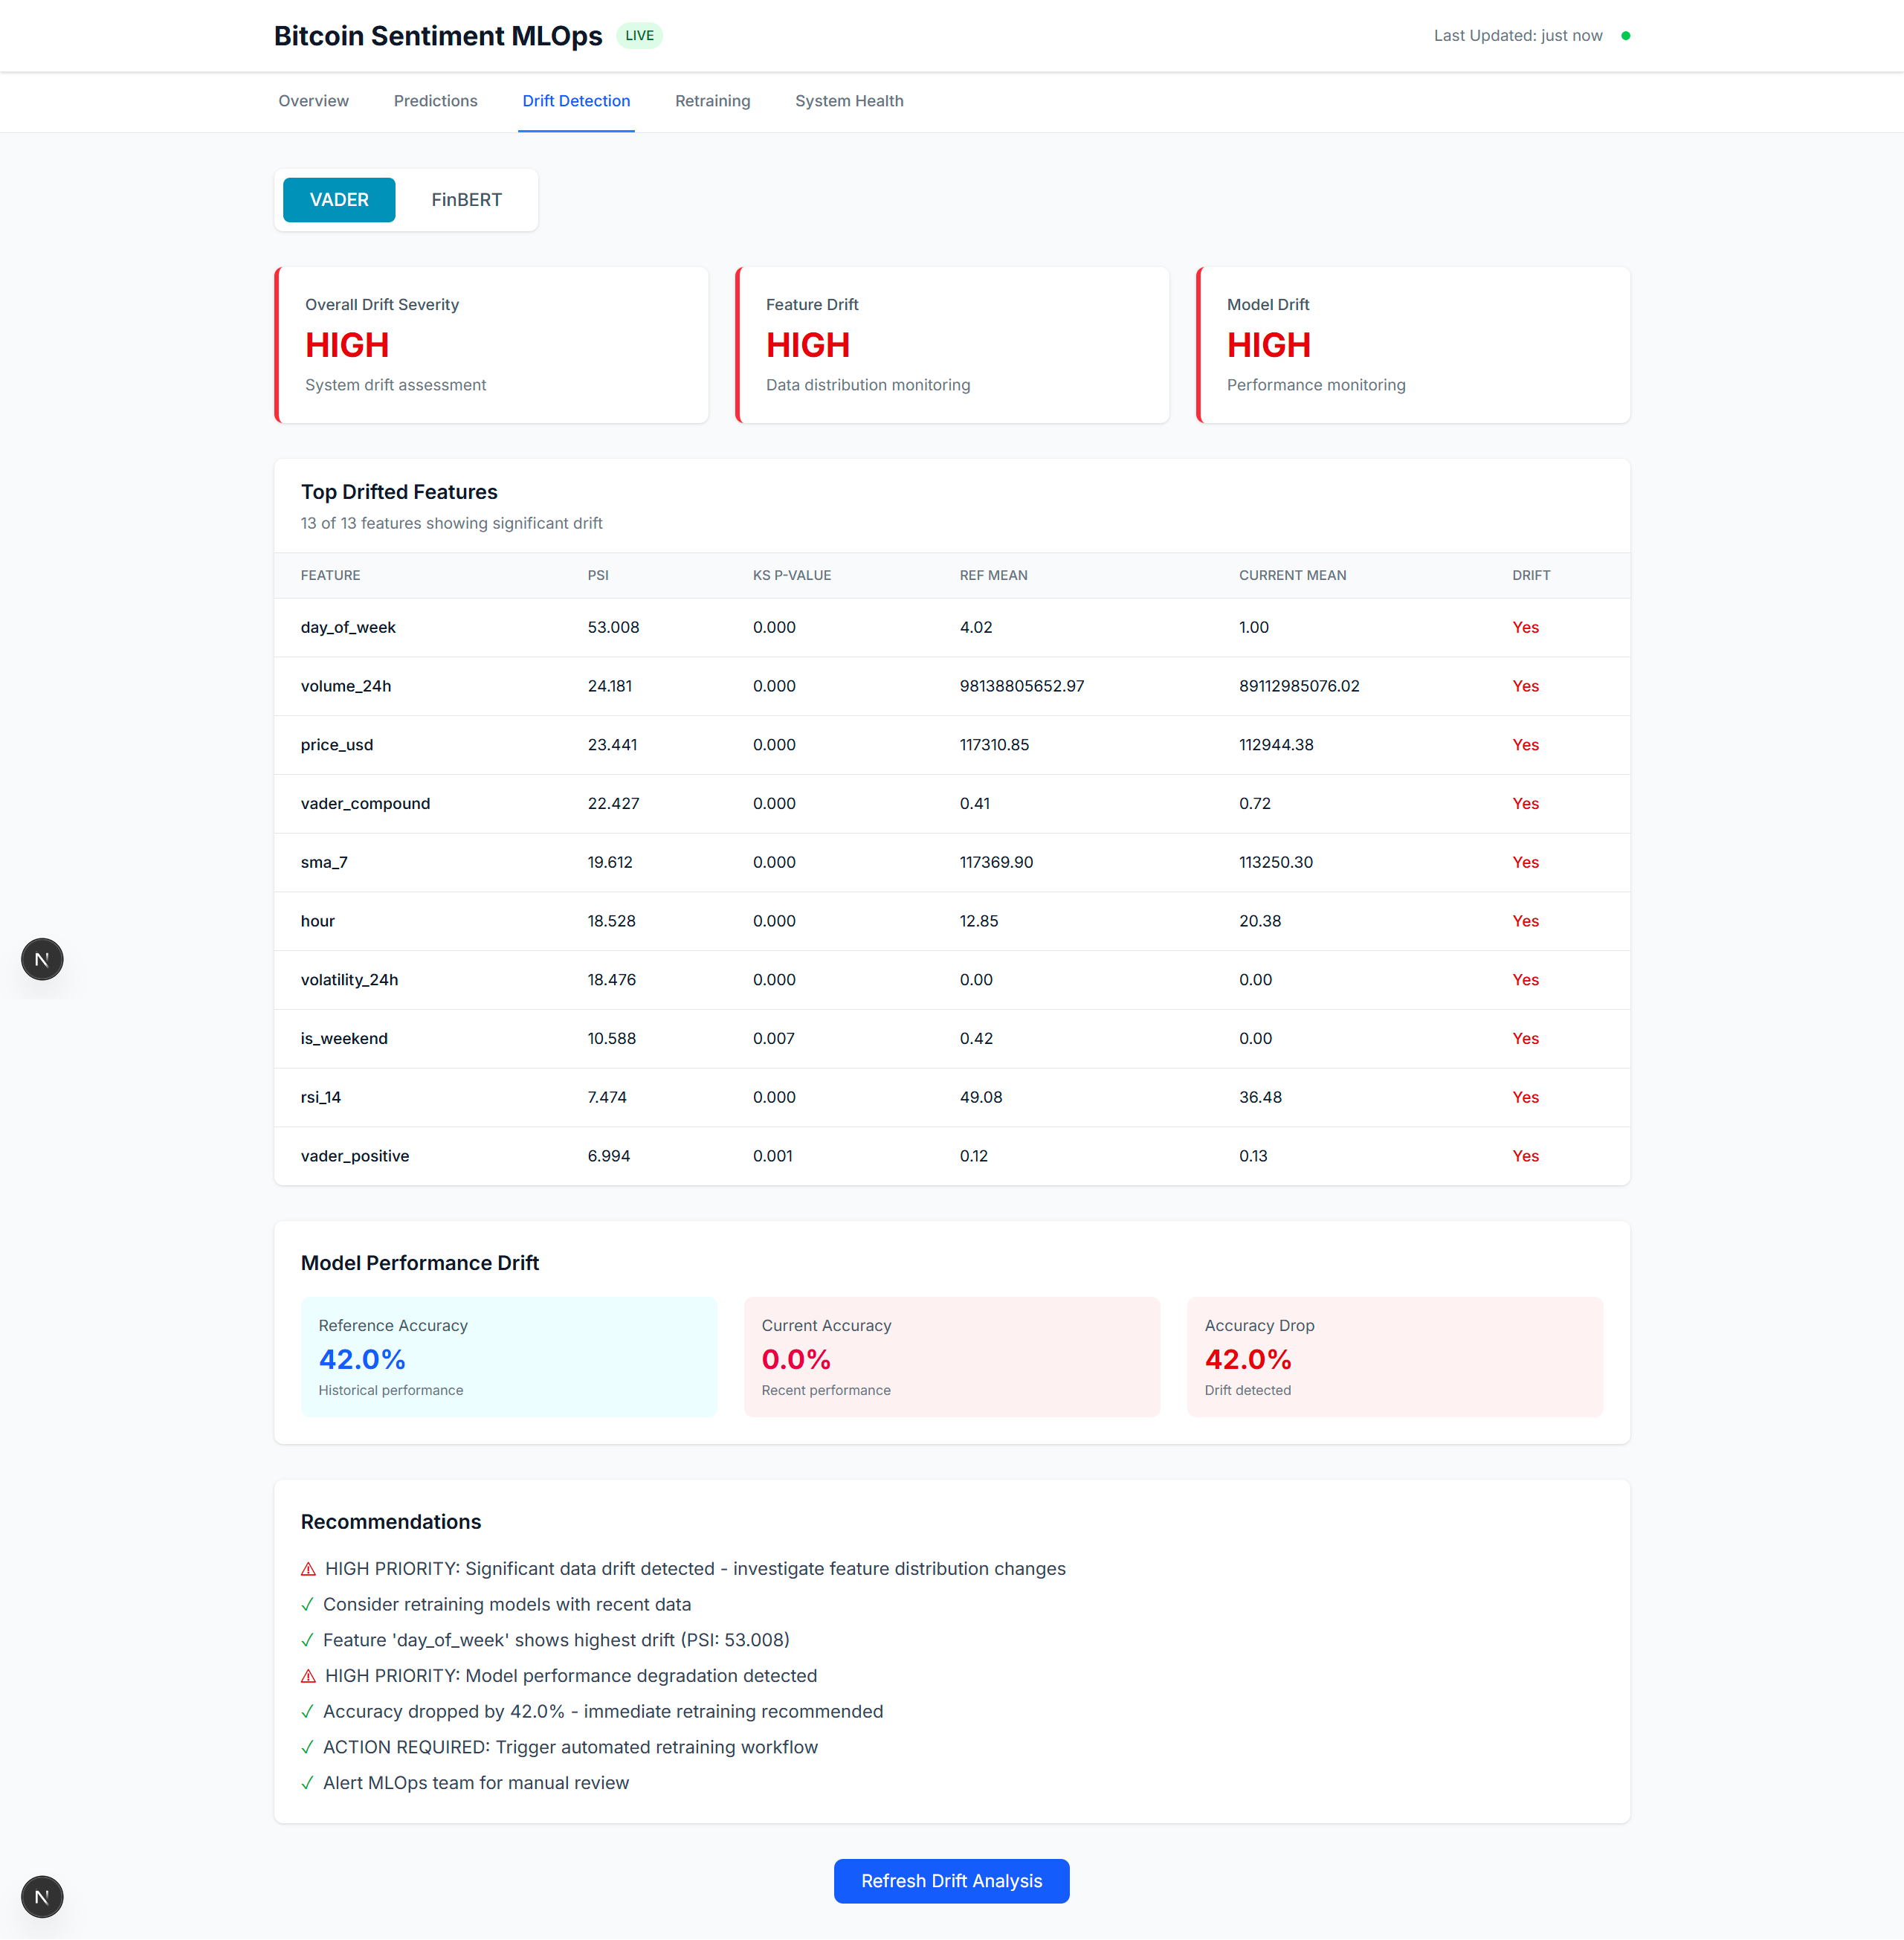 Bitcoin Sentiment MLOps LIVE Last Updated: just now
Overview Predictions Drift Detection Retraining System Health
VADER FinBERT
Overall Drift Severity
HIGH
System drift assessment
Feature Drift
HIGH
Data distribution monitoring
Model Drift
HIGH
Performance monitoring
Top Drifted Features
13 of 13 features showing significant drift
FEATURE PSI KS P-VALUE REF MEAN CURRENT MEAN DRIFT
day_of_week 53.008 0.000 4.02 1.00 Yes
volume_24h 24.181 0.000 98138805652.97 89112985076.02 Yes
price_usd 23.441 0.000 117310.85 112944.38 Yes
vader_compound 22.427 0.000 0.41 0.72 Yes
sma_7 19.612 0.000 117369.90 113250.30 Yes
hour 18.528 0.000 12.85 20.38 Yes
N
volatility_24h 18.476 0.000 0.00 0.00 Yes
is_weekend 10.588 0.007 0.42 0.00 Yes
rsi_14 7.474 0.000 49.08 36.48 Yes
vader_positive 6.994 0.001 0.12 0.13 Yes
Model Performance Drift
Reference Accuracy
42.0%
Historical performance
Current Accuracy
0.0%
Recent performance
Accuracy Drop
42.0%
Drift detected
Recommendations
⚠ HIGH PRIORITY: Significant data drift detected - investigate feature distribution changes
✓ Consider retraining models with recent data
✓ Feature 'day_of_week' shows highest drift (PSI: 53.008)
⚠ HIGH PRIORITY: Model performance degradation detected
✓ Accuracy dropped by 42.0% - immediate retraining recommended
✓ ACTION REQUIRED: Trigger automated retraining workflow
✓ Alert MLOps team for manual review
Refresh Drift Analysis
N